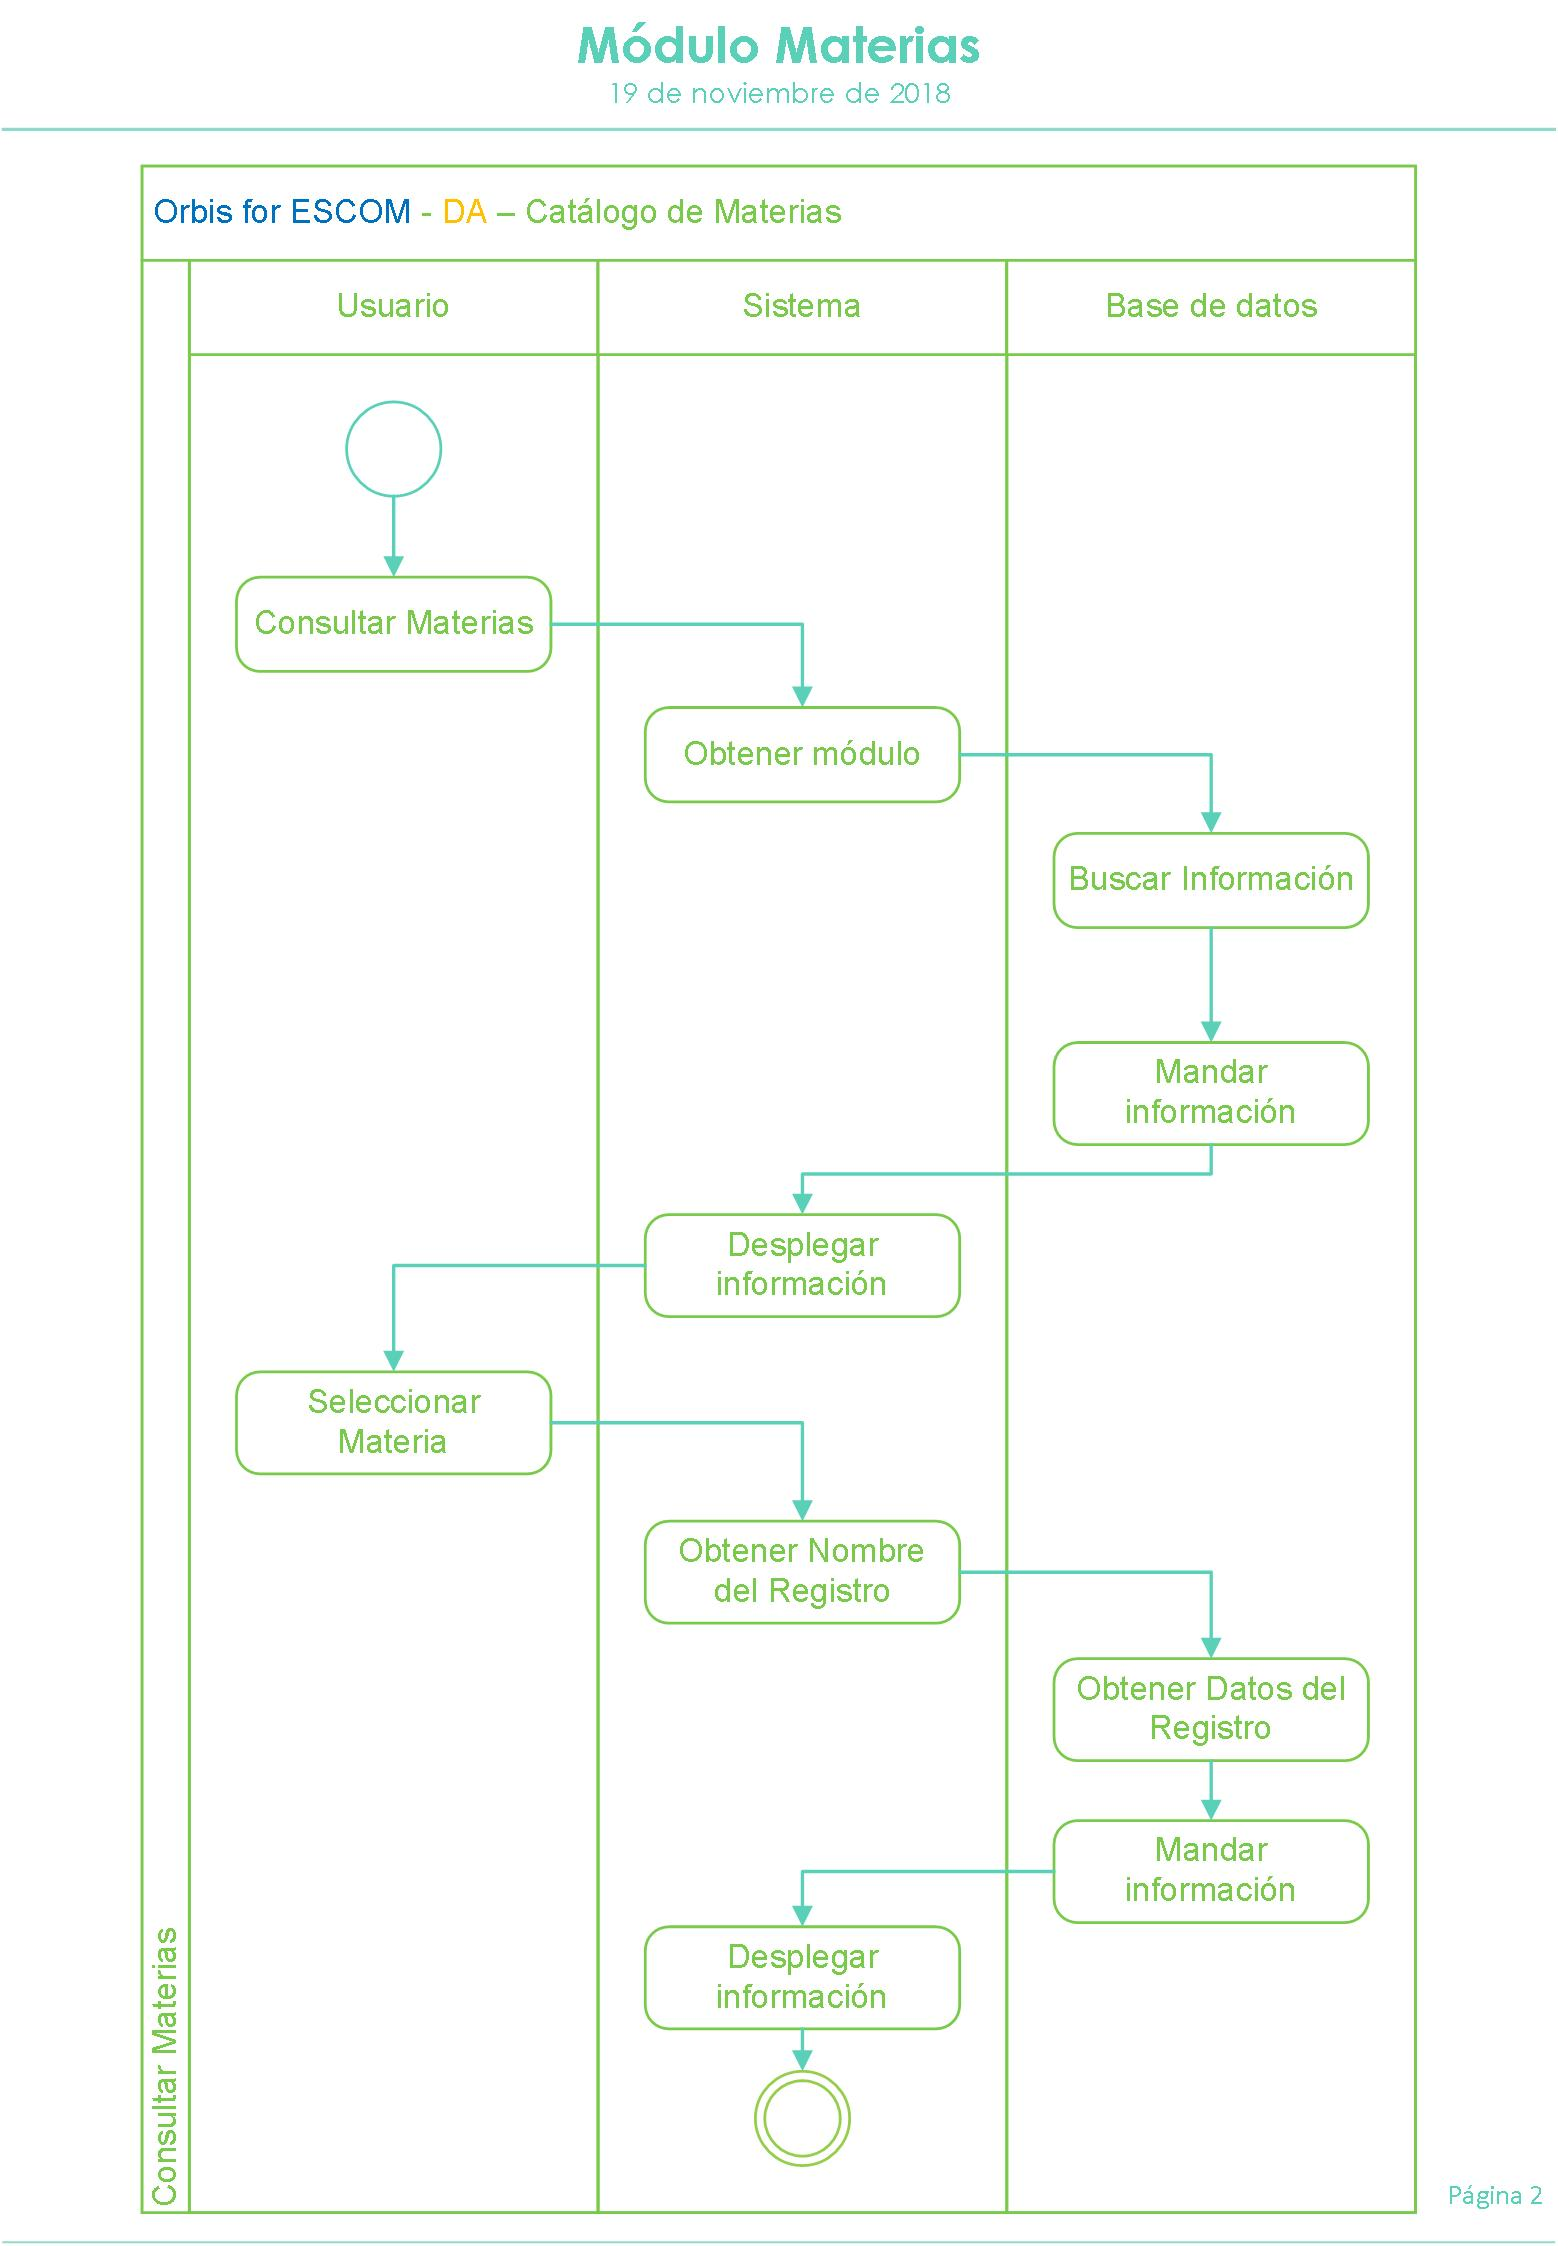 Módulo Materias
19 de noviembre de 2018
Orbis for ESCOM - DA – Catálogo de Materias
Usuario
Sistema
Base de datos
Consultar Materias
Obtener módulo
Buscar Información
Mandar
información
Desplegar
información
Seleccionar
Materia
Obtener Nombre
del Registro
Obtener Datos del
Registro
Mandar
información
Desplegar
información
Consultar Materias
Página 2